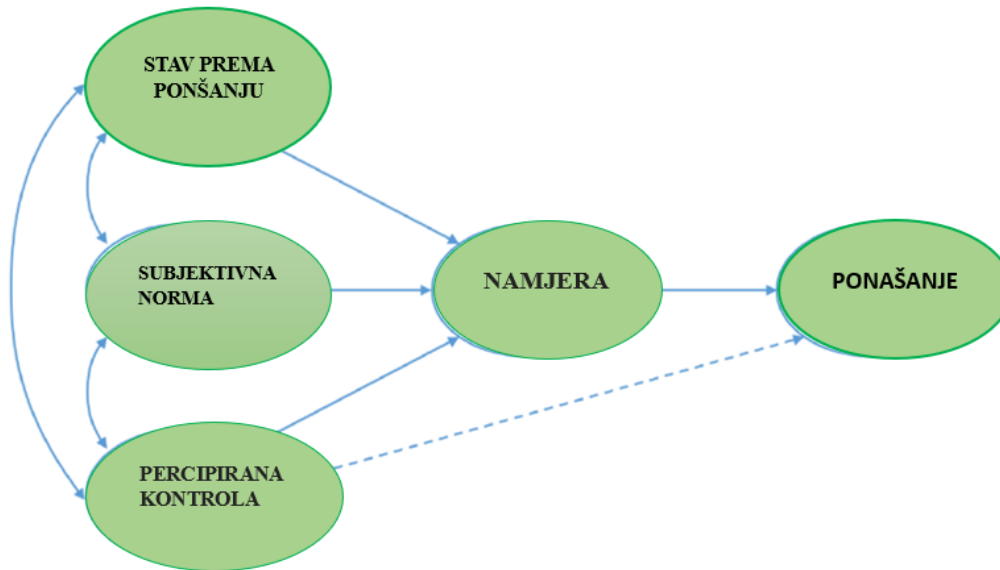 STAV PREMA
PONŠANJU
SUBJEKTIVNA
NORMA
NAMJERA
PONAŠANJE
PERCIPIRANA
KONTROLA